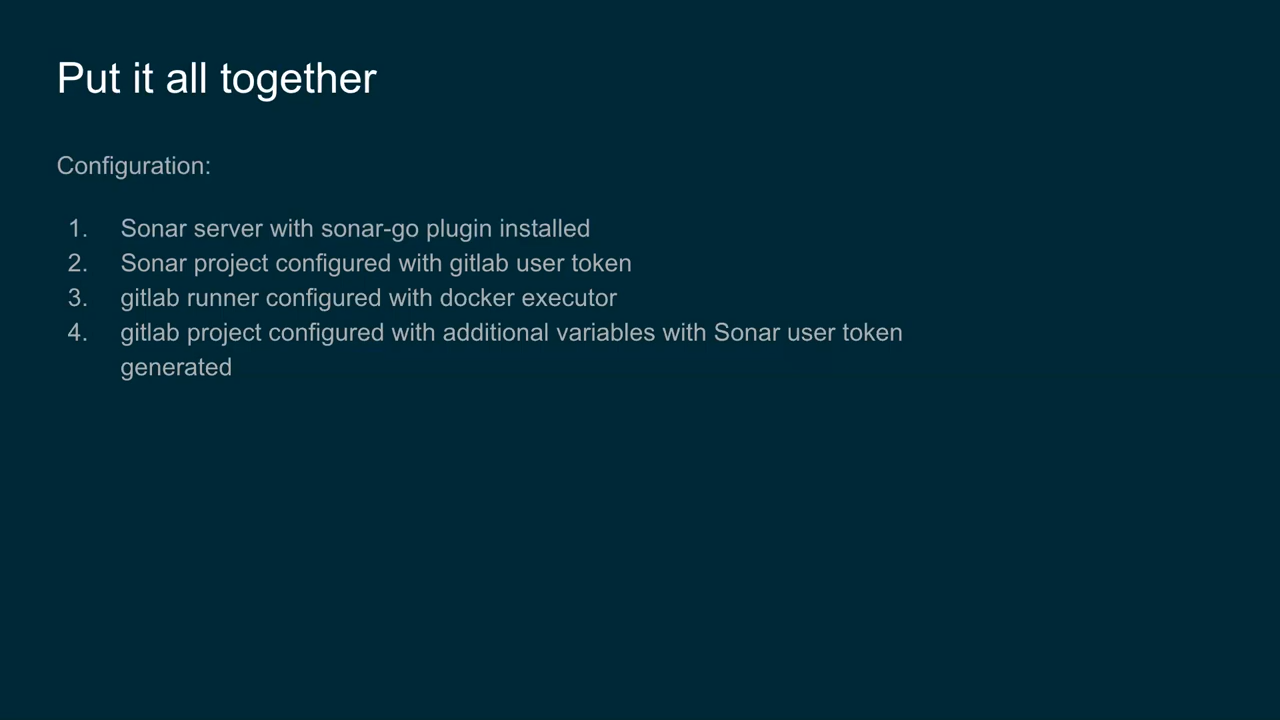 Put it all together
Configuration:
1. Sonar server with sonar-go plugin installed
2. Sonar project configured with gitlab user token
3. gitlab runner configured with docker executor
4. gitlab project configured with additional variables with Sonar user token
generated